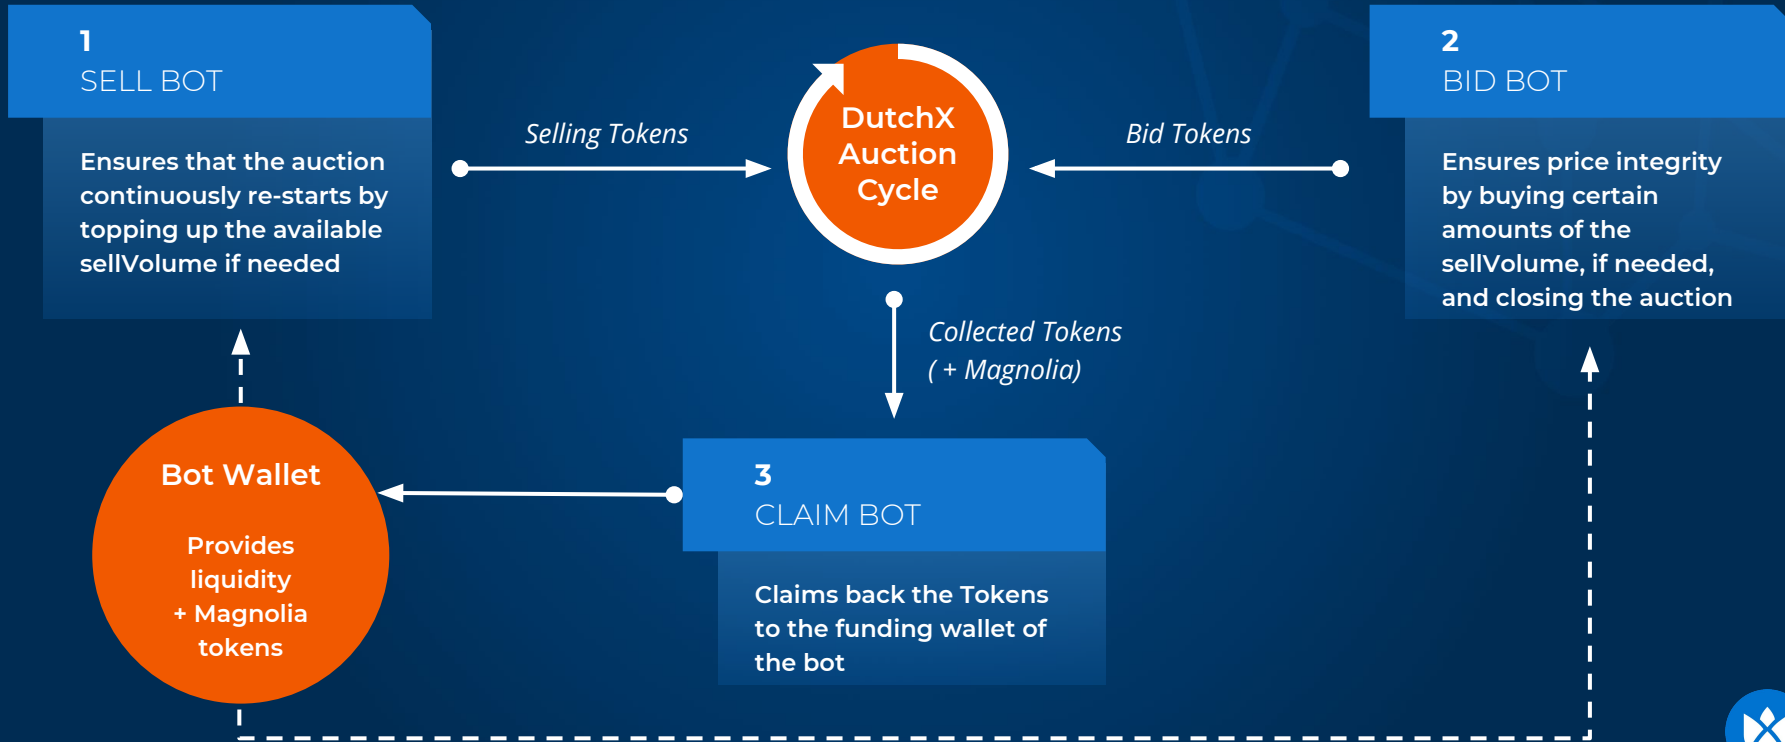 1
SELL BOT
Ensures that the auction
continuously re-starts by
topping up the available
sellVolume if needed
Selling Tokens
DutchX
Auction
Cycle
Bid Tokens
2
BID BOT
Ensures price integrity
by buying certain
amounts of the
sellVolume, if needed,
and closing the auction
Collected Tokens
( + Magnolia)
Bot Wallet
Provides
liquidity
+ Magnolia
tokens
3
CLAIM BOT
Claims back the Tokens
to the funding wallet of
the bot